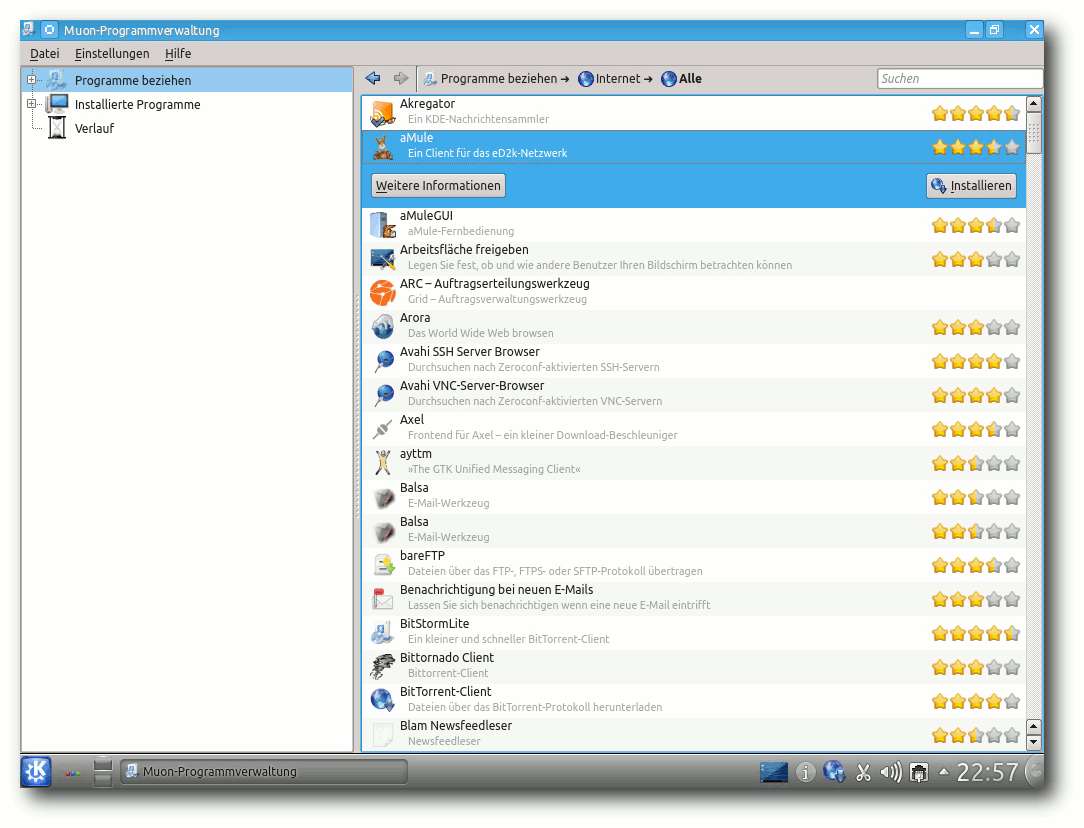 Muon-Programmverwaltung
Datei Einstellungen Hilfe
Programme beziehen
Installierte Programme
Verlauf
Programme beziehen → Internet → Alle
Suchen
Akregator
Ein KDE-Nachrichtensammler
aMule
Ein Client für das eD2k-Netzwerk
Weitere Informationen
Installieren
aMuleGUI
aMule-Fernbedienung
Arbeitsfläche freigeben
Legen Sie fest, ob und wie andere Benutzer Ihren Bildschirm betrachten können
ARC – Auftragserteilungswerkzeug
Grid – Auftragsverwaltungswerkzeug
Arora
Das World Wide Web browsen
Avahi SSH Server Browser
Durchsuchen nach Zeroconf-aktivierten SSH-Servern
Avahi VNC-Server-Browser
Durchsuchen nach Zeroconf-aktivierten VNC-Servern
Axel
Frontend für Axel – ein kleiner Download-Beschleuniger
ayttm
»The GTK Unified Messaging Client«
Balsa
E-Mail-Werkzeug
Balsa
E-Mail-Werkzeug
bareFTP
Dateien über das FTP-, FTPS- oder SFTP-Protokoll übertragen
Benachrichtigung bei neuen E-Mails
Lassen Sie sich benachrichtigen wenn eine neue E-Mail eintrifft
BitStormLite
Ein kleiner und schneller BitTorrent-Client
Bittornado Client
Bittorrent-Client
BitTorrent-Client
Dateien über das BitTorrent-Protokoll herunterladen
Blam Newsfeedleser
Newsfeedleser
Muon-Programmverwaltung
22:57